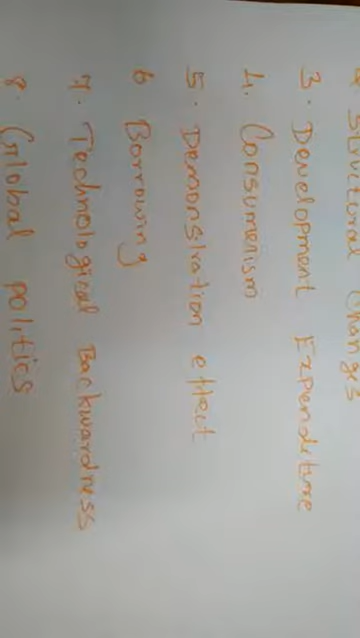 Structural Changes
3. Development Expenditure
4. Consumerism
5. Demonstration effect
6 Borrowing
7. Technological Backwardness
8. Global politics